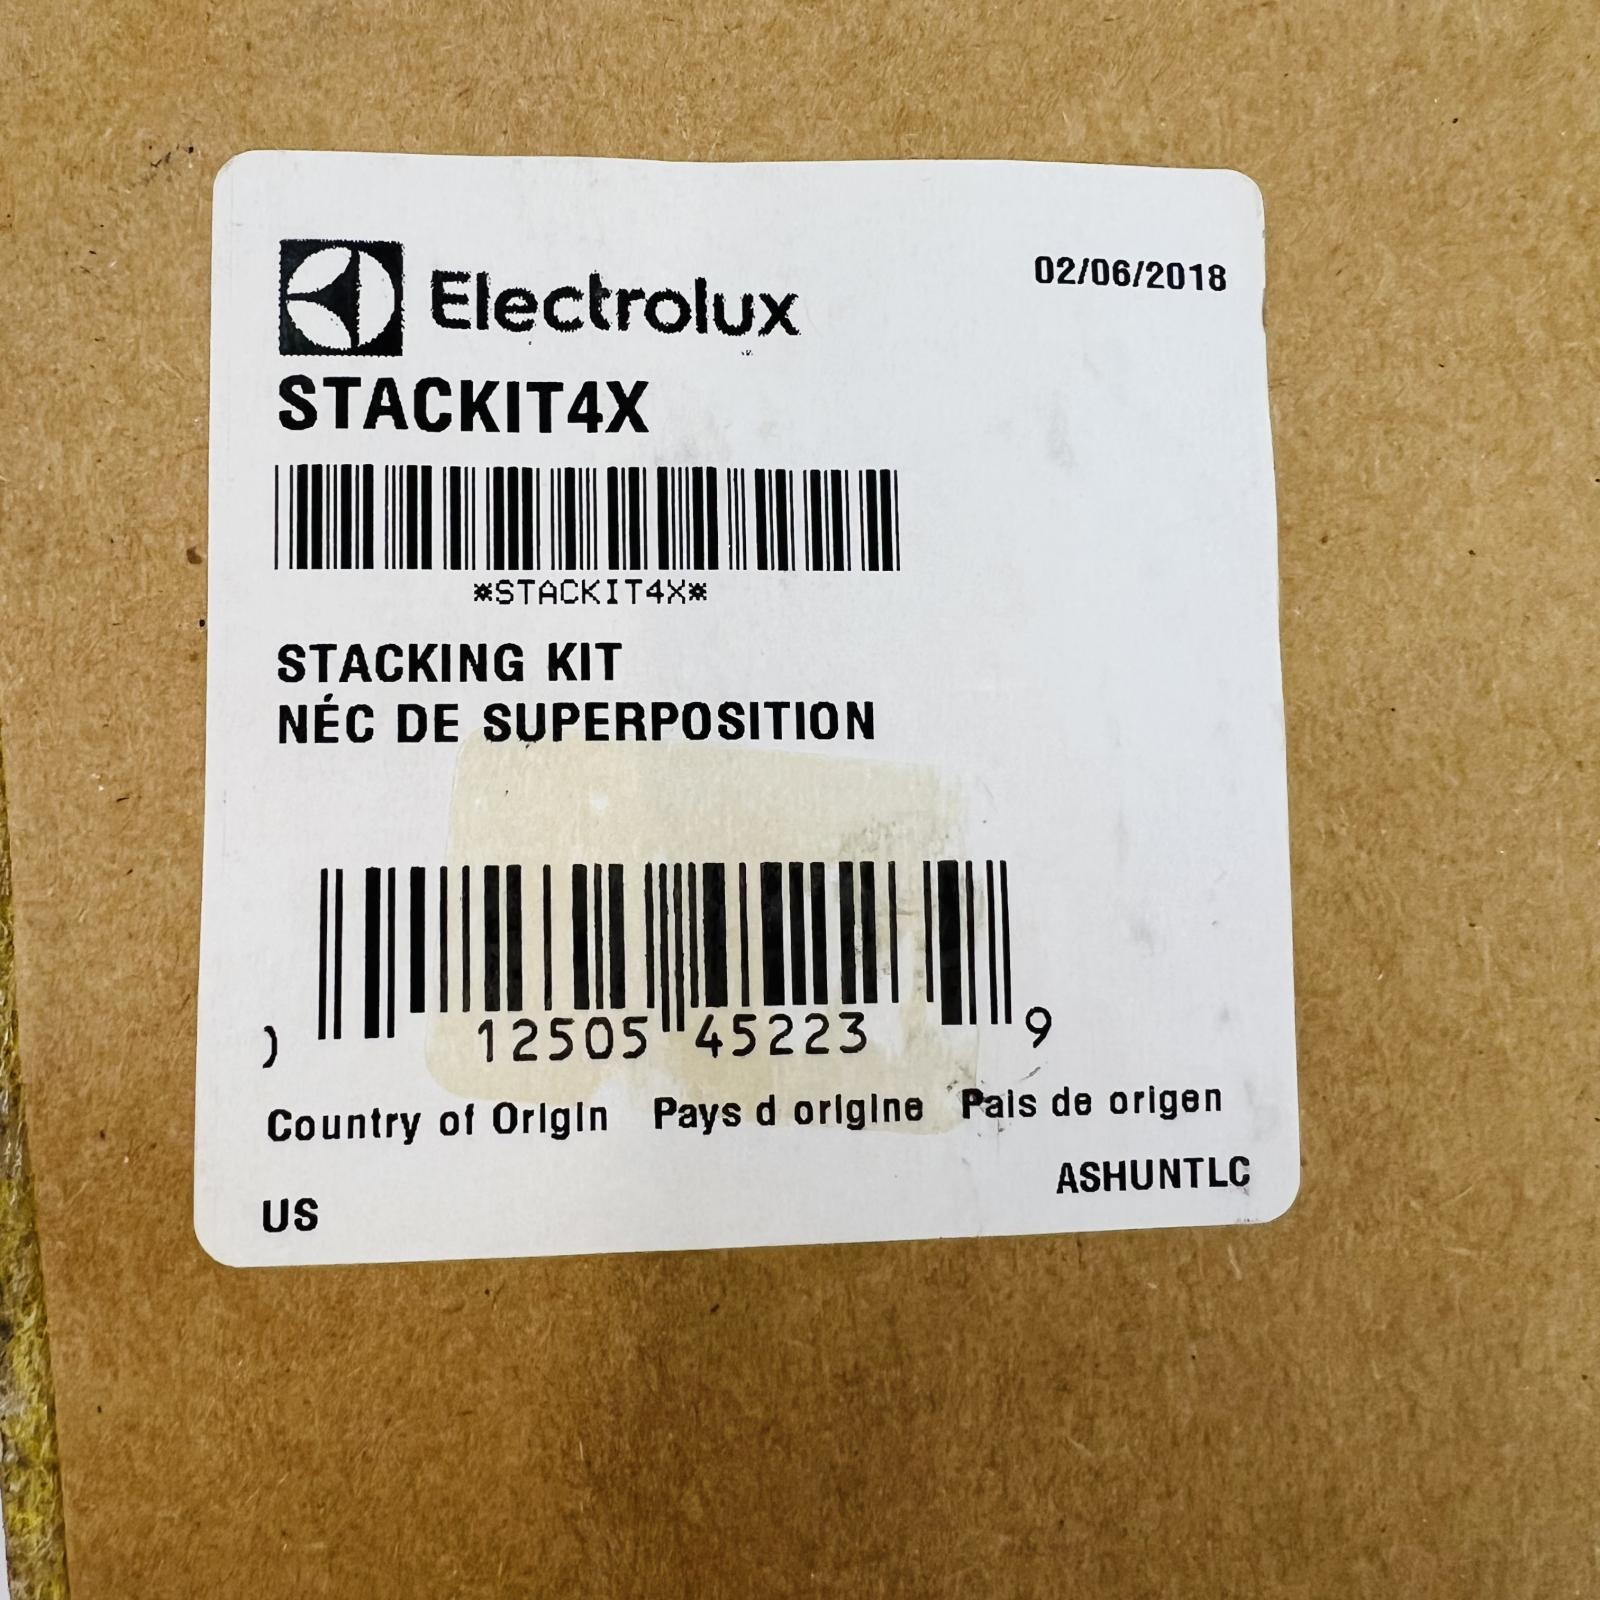 Electrolux
02/06/2018
STACKIT4X
*STACKIT4X*
STACKING KIT
NÉC DE SUPERPOSITION
) 12505 45223 9
Country of Origin Pays d origine Pais de origen
ASHUNTLC
US